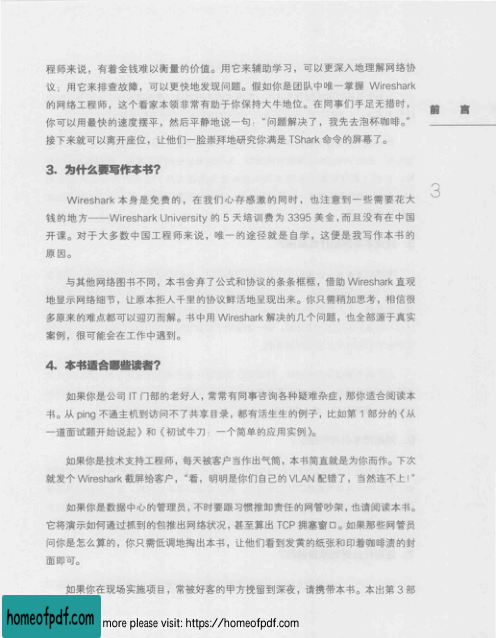 程师来说，有着金钱难以衡量的价值。用它来辅助学习，可以更深入地理解网络协
议；用它来排查故障，可以更快地发现问题。假如你是团队中唯一掌握 Wireshark
的网络工程师，这个看家本领非常有助于你保持大牛地位。在同事们手足无措时，
你可以用最快的速度摆平，然后平静地说一句：“问题解决了，我先去泡杯咖啡。”
接下来就可以离开座位，让他们一脸崇拜地研究你满是 TShark 命令的屏幕了。
前 言
3
3. 为什么要写作本书？
Wireshark 本身是免费的，在我们心存感激的同时，也注意到一些需要花大
钱的地方——Wireshark University 的 5 天培训费为 3395 美金，而且没有在中国
开课。对于大多数中国工程师来说，唯一的途径就是自学，这便是我写作本书的
原因。
与其他网络图书不同，本书舍弃了公式和协议的条条框框，借助 Wireshark 直观
地显示网络细节，让原本拒人千里的协议鲜活地呈现出来。你只需稍加思考，相信很
多原来的难点都可以迎刃而解。书中用 Wireshark 解决的几个问题，也全部源于真实
案例，很可能会在工作中遇到。
4. 本书适合哪些读者？
如果你是公司 IT 门部的老好人，常常有同事咨询各种疑难杂症，那你适合阅读本
书。从 ping 不通主机到访问不了共享目录，都有活生生的例子，比如第 1 部分的《从
一道面试题开始说起》和《初试牛刀：一个简单的应用实例》。
如果你是技术支持工程师，每天被客户当作出气筒，本书简直就是为你而作。下次
就发个 Wireshark 截屏给客户，“看，明明是你们自己的 VLAN 配错了，当然连不上！”
如果你是数据中心的管理员，不时要跟习惯推卸责任的网管吵架，也请阅读本书。
它将演示如何通过抓到的包推出网络状况，甚至算出 TCP 拥塞窗口。如果那些网管员
问你是怎么算的，你只需低调地掏出本书，让他们看到发黄的纸张和印着咖啡渍的封
面即可。
如果你在现场实施项目，常被好客的甲方挽留到深夜，请携带本书。本出第 3 部
homeofpdf.com more please visit: https://homeofpdf.com